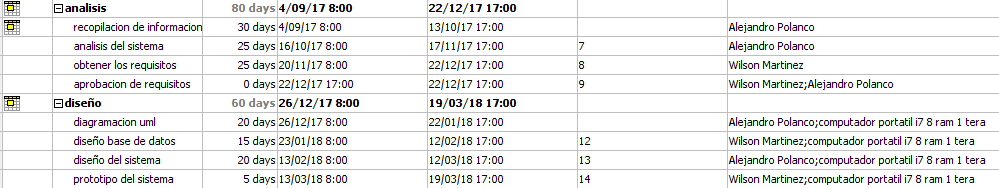 analisis 80 days 4/09/17 8:00 22/12/17 17:00
recopilacion de informacion 30 days 4/09/17 8:00 13/10/17 17:00 Alejandro Polanco
analisis del sistema 25 days 16/10/17 8:00 17/11/17 17:00 7 Alejandro Polanco
obtener los requisitos 25 days 20/11/17 8:00 22/12/17 17:00 8 Wilson Martinez
aprobacion de requisitos 0 days 22/12/17 17:00 22/12/17 17:00 9 Wilson Martinez;Alejandro Polanco
diseño 60 days 26/12/17 8:00 19/03/18 17:00
diagramacion uml 20 days 26/12/17 8:00 22/01/18 17:00 Alejandro Polanco;computador portatil i7 8 ram 1 tera
diseño base de datos 15 days 23/01/18 8:00 12/02/18 17:00 12 Wilson Martinez;computador portatil i7 8 ram 1 tera
diseño del sistema 20 days 13/02/18 8:00 12/03/18 17:00 13 Alejandro Polanco;computador portatil i7 8 ram 1 tera
prototipo del sistema 5 days 13/03/18 8:00 19/03/18 17:00 14 Wilson Martinez;computador portatil i7 8 ram 1 tera